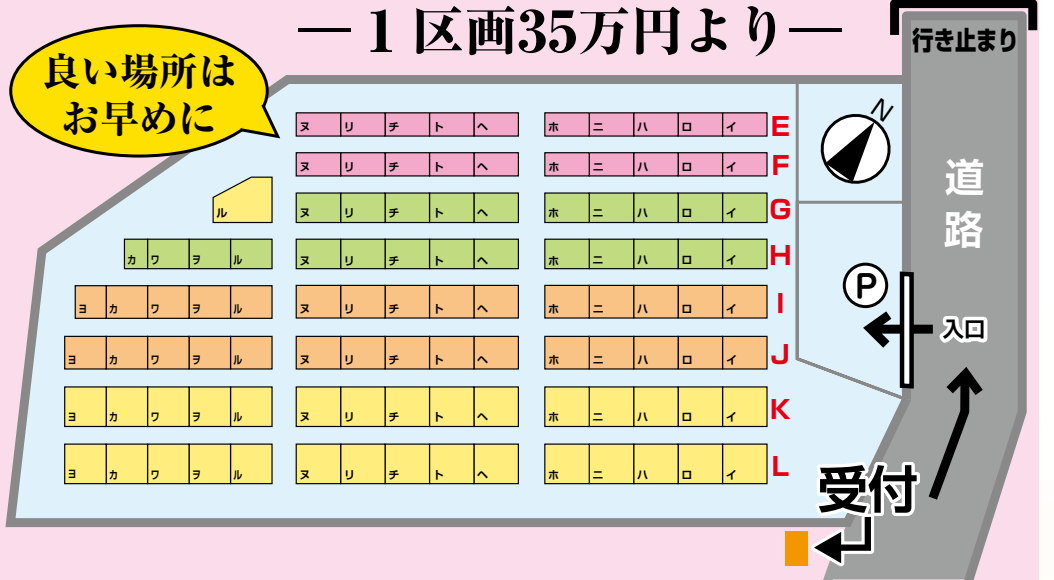 ―1区画35万円より―
行き止まり
良い場所は
お早めに
N
道路
ヌ リ チ ト ヘ ホ ニ ハ ロ イ E
ヌ リ チ ト ヘ ホ ニ ハ ロ イ F
ル ヌ リ チ ト ヘ ホ ニ ハ ロ イ G
カ ワ ヲ ル ヌ リ チ ト ヘ ホ ニ ハ ロ イ H
ヨ カ ワ ヲ ル ヌ リ チ ト ヘ ホ ニ ハ ロ イ I
P
入口
ヨ カ ワ ヲ ル ヌ リ チ ト ヘ ホ ニ ハ ロ イ J
ヨ カ ワ ヲ ル ヌ リ チ ト ヘ ホ ニ ハ ロ イ K
ヨ カ ワ ヲ ル ヌ リ チ ト ヘ ホ ニ ハ ロ イ L
受付